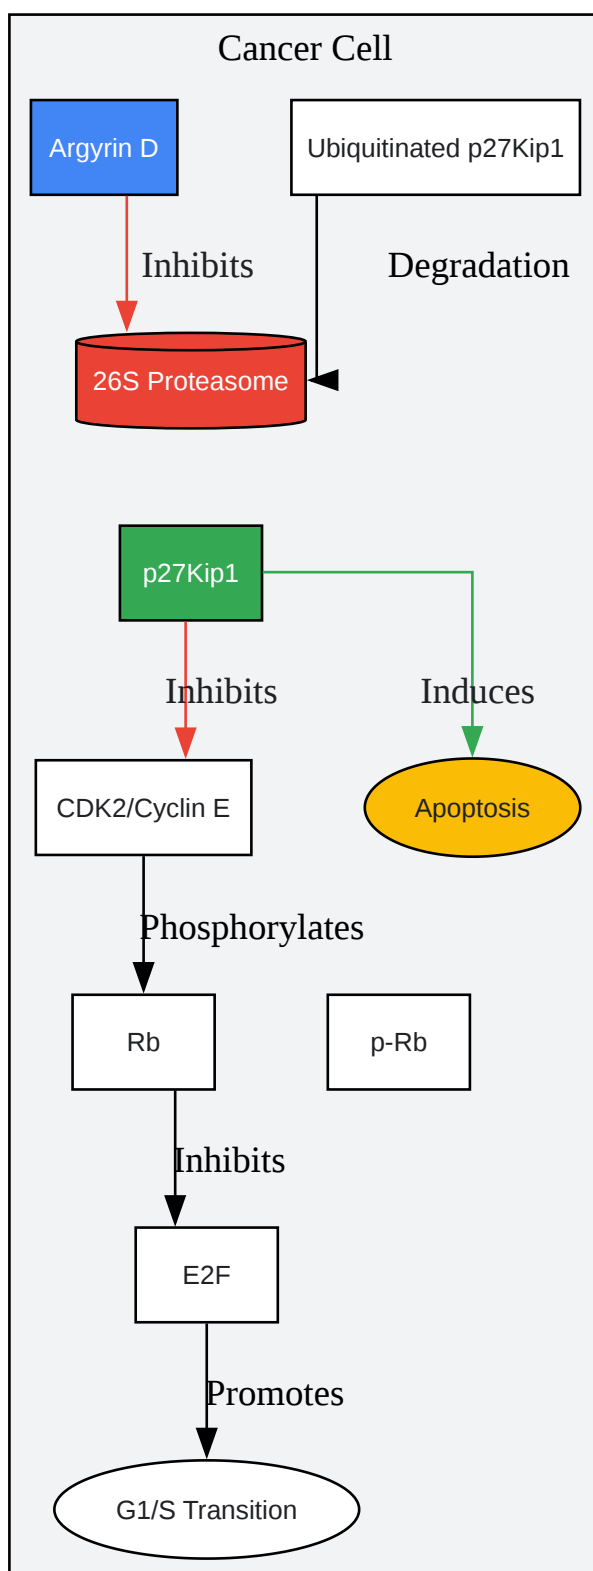 Cancer Cell
Argyrin D
Ubiquitinated p27Kip1
Inhibits
Degradation
26S Proteasome
p27Kip1
Inhibits
Induces
CDK2/Cyclin E
Apoptosis
Phosphorylates
Rb
p-Rb
Inhibits
E2F
Promotes
G1/S Transition